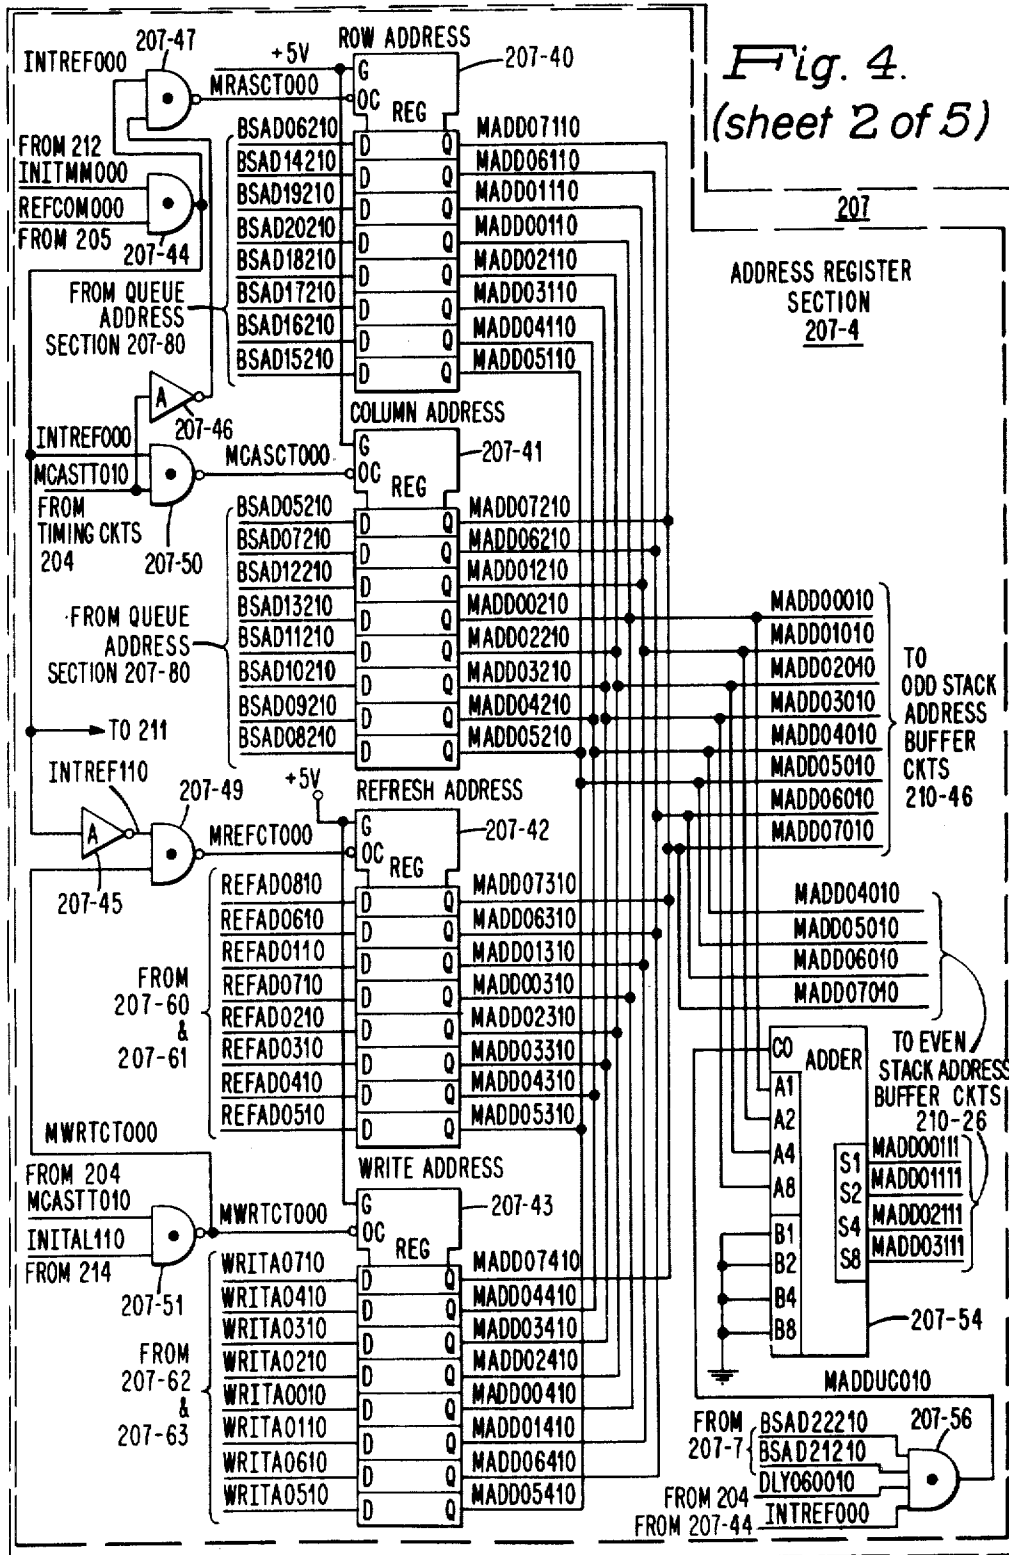 Fig. 4.
(sheet 2 of 5)
207
ADDRESS REGISTER
SECTION
207-4
207-47
INTREF000
+5V
ROW ADDRESS
207-40
G
OC
REG
MRASCT000
FROM 212
INITMM000
REFCOM000
FROM 205
207-44
FROM QUEUE
ADDRESS
SECTION 207-80
BSAD06210 D Q MADD07110
BSAD14210 D Q MADD06110
BSAD19210 D Q MADD01110
BSAD20210 D Q MADD00110
BSAD18210 D Q MADD02110
BSAD17210 D Q MADD03110
BSAD16210 D Q MADD04110
BSAD15210 D Q MADD05110
A
207-46
COLUMN ADDRESS
207-41
G
OC
REG
INTREF000
MCASTT010
FROM
TIMING CKTS
204
207-50
MCASCT000
FROM QUEUE
ADDRESS
SECTION 207-80
BSAD05210 D Q MADD07210
BSAD07210 D Q MADD06210
BSAD12210 D Q MADD01210
BSAD13210 D Q MADD00210
BSAD11210 D Q MADD02210
BSAD10210 D Q MADD03210
BSAD09210 D Q MADD04210
BSAD08210 D Q MADD05210
MADD00010
MADD01010
MADD02010
MADD03010
MADD04010
MADD05010
MADD06010
MADD07010
TO
ODD STACK
ADDRESS
BUFFER
CKTS
210-46
TO 211
INTREF110
207-49
+5V
REFRESH ADDRESS
207-42
G
OC
REG
A
207-45
MREFCT000
FROM
207-60
&
207-61
REFAD0810 D Q MADD07310
REFAD0610 D Q MADD06310
REFAD0110 D Q MADD01310
REFAD0710 D Q MADD00310
REFAD0210 D Q MADD02310
REFAD0310 D Q MADD03310
REFAD0410 D Q MADD04310
REFAD0510 D Q MADD05310
MADD04010
MADD05010
MADD06010
MADD07010
TO EVEN
STACK ADDRESS
BUFFER CKTS
210-26
CO
ADDER
A1
A2
A4
A8
B1
B2
B4
B8
S1 MADD00111
S2 MADD01111
S4 MADD02111
S8 MADD03111
207-54
MWRTCT000
WRITE ADDRESS
207-43
G
OC
REG
FROM 204
MCASTT010
INITAL110
FROM 214
207-51
MWRTCT000
FROM
207-62
&
207-63
WRITA0710 D Q MADD07410
WRITA0410 D Q MADD04410
WRITA0310 D Q MADD03410
WRITA0210 D Q MADD02410
WRITA0010 D Q MADD00410
WRITA0110 D Q MADD01410
WRITA0610 D Q MADD06410
WRITA0510 D Q MADD05410
MADDUC010
207-56
FROM
207-7
BSAD22210
BSAD21210
DLY060010
FROM 204
INTREF000
FROM 207-44